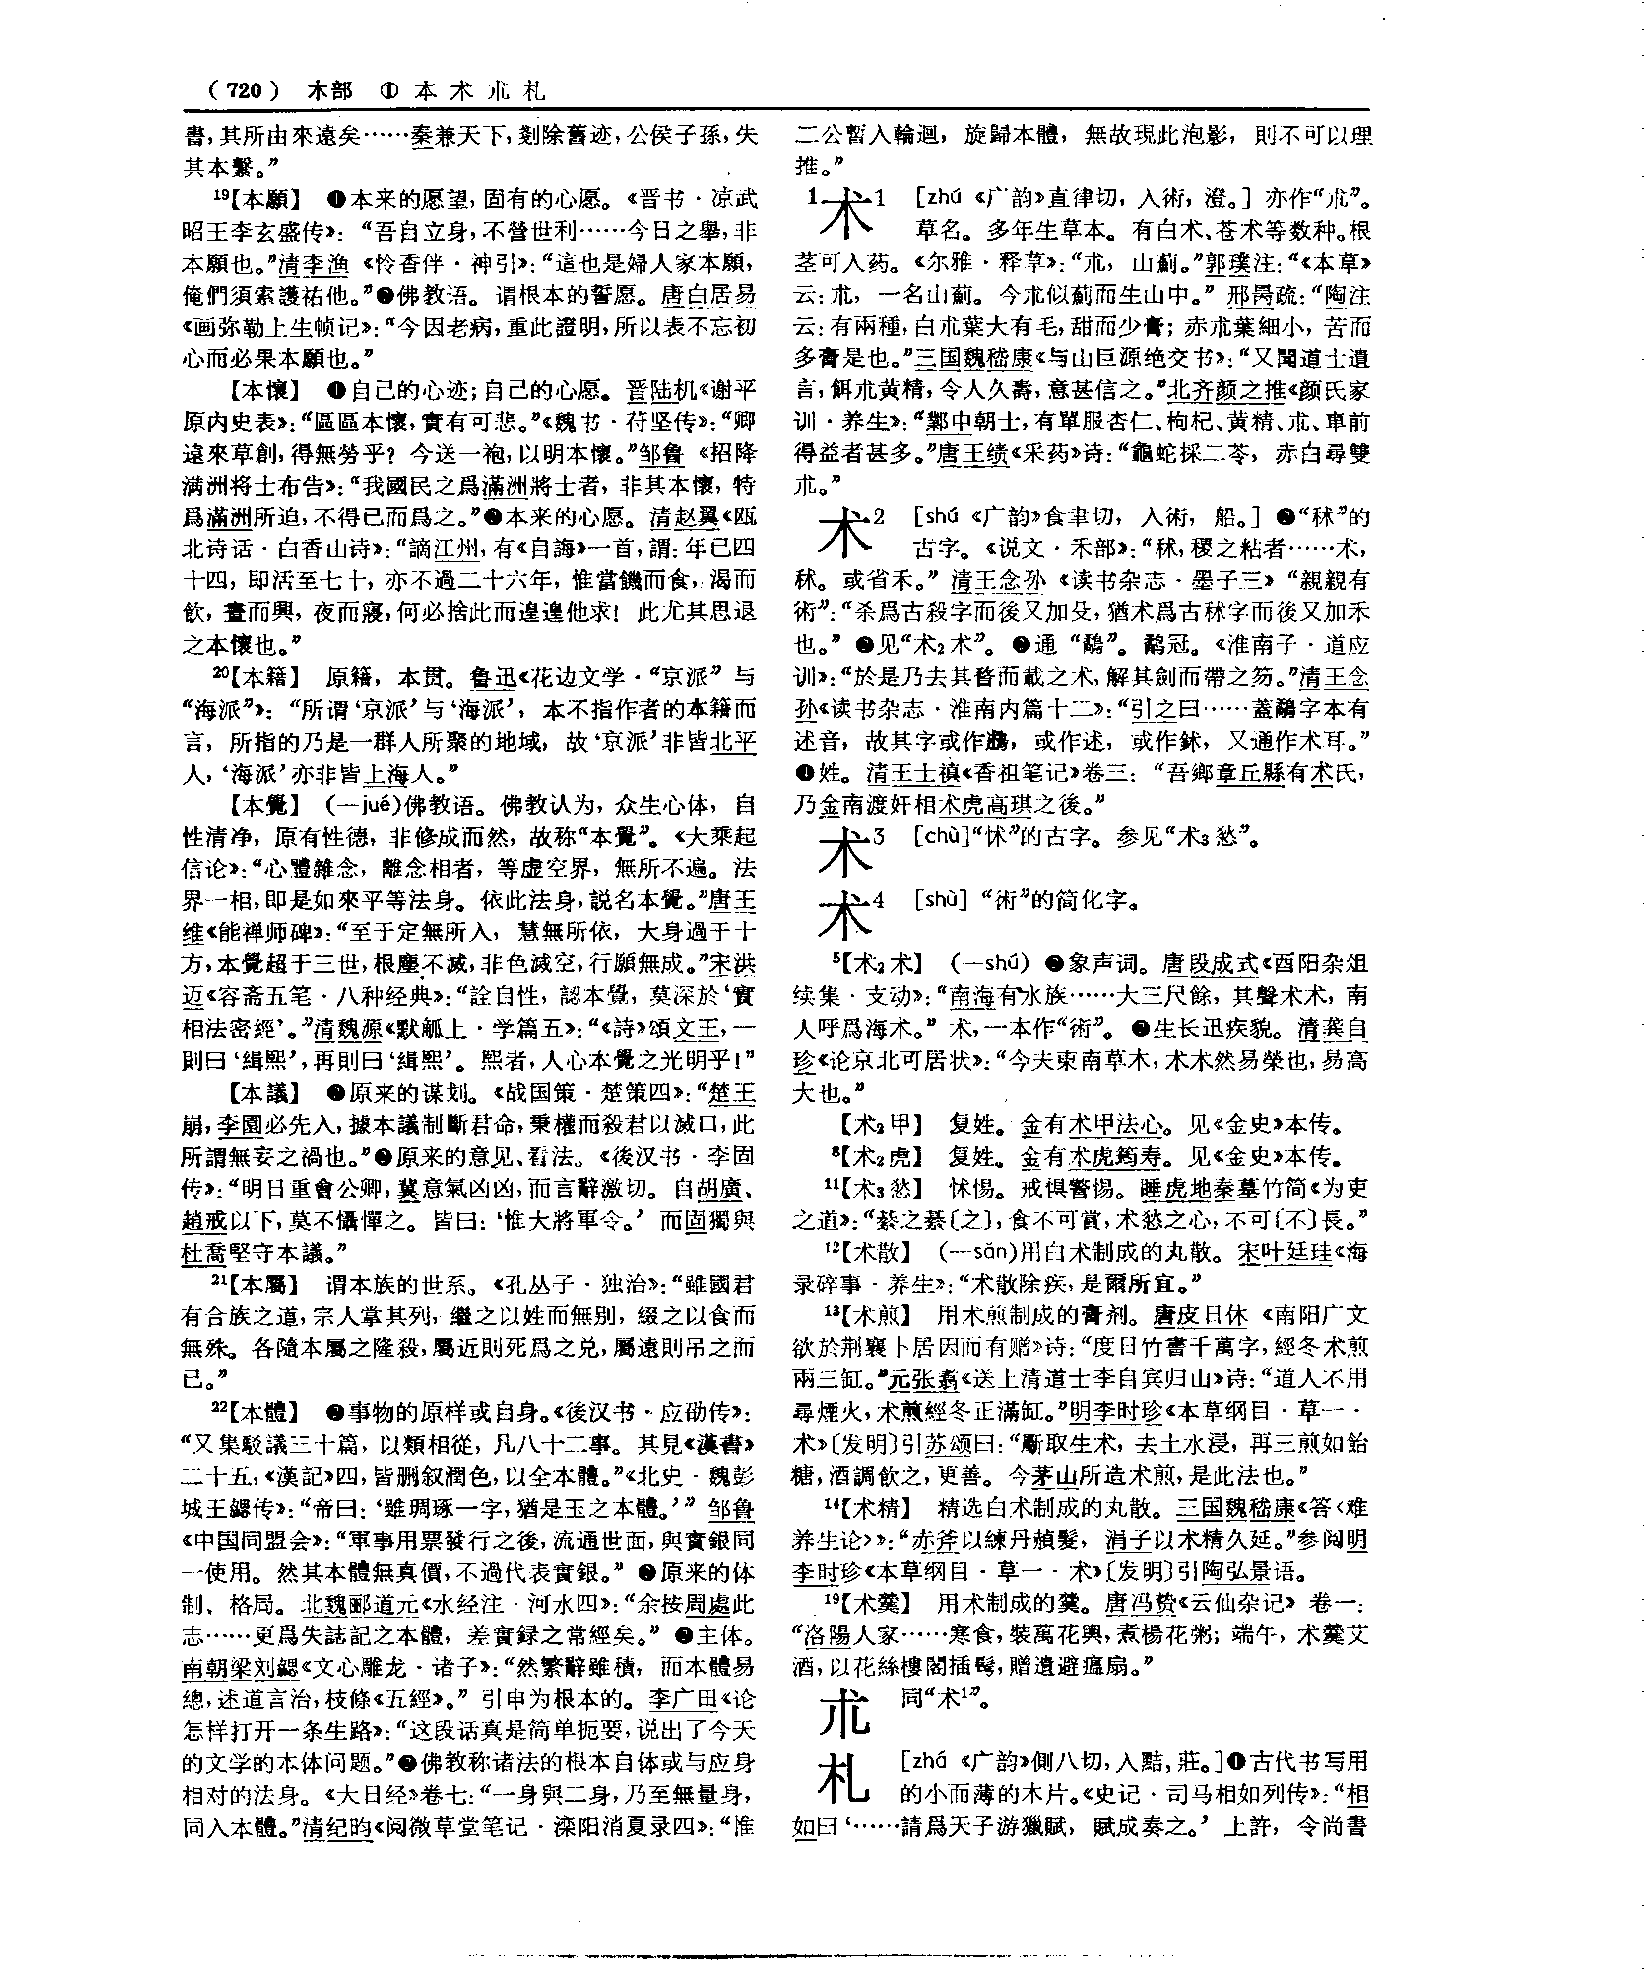 （720） 木部 ① 本 术 朮 札
書，其所由來遠矣……秦兼天下，剗除舊迹，公侯子孫，失
其本繫。”
19【本願】 ❶本来的愿望，固有的心愿。《晋书·凉武
昭王李玄盛传》：“吾自立身，不營世利……今日之舉，非
本願也。”清李渔《怜香伴·神引》：“這也是婦人家本願，
俺們須索護祐他。”❷佛教语。谓根本的誓愿。唐白居易
《画弥勒上生帧记》：“今因老病，重此證明，所以表不忘初
心而必果本願也。”
【本懷】 ❶自己的心迹；自己的心愿。晋陆机《谢平
原内史表》：“區區本懷，實有可悲。”《魏书·苻坚传》：“卿
遠來草創，得無勞乎？今送一袍，以明本懷。”邹鲁《招降
满洲将士布告》：“我國民之爲滿洲將士者，非其本懷，特
爲滿洲所迫，不得已而爲之。”❷本来的心愿。清赵翼《瓯
北诗话·白香山诗》：“謫江州，有《自誨》一首，謂：年已四
十四，即活至七十，亦不過二十六年，惟當饑而食，渴而
飲，晝而興，夜而寢，何必捨此而遑遑他求！此尤其思退
之本懷也。”
20【本籍】 原籍，本贯。鲁迅《花边文学·“京派”与
“海派”》：“所谓‘京派’与‘海派’，本不指作者的本籍而
言，所指的乃是一群人所聚的地域，故‘京派’非皆北平
人，‘海派’亦非皆上海人。”
【本覺】 （—jué）佛教语。佛教认为，众生心体，自
性清净，原有性德，非修成而然，故称“本覺”。《大乘起
信论》：“心體離念，離念相者，等虚空界，無所不遍。法
界一相，即是如來平等法身。依此法身，説名本覺。”唐王
维《能禅师碑》：“至于定無所入，慧無所依，大身過于十
方，本覺超于三世，根塵不滅，非色滅空，行願無成。”宋洪
迈《容斋五笔·八种经典》：“詮自性，認本覺，莫深於‘實
相法密經’。”清魏源《默觚上·学篇五》：“《詩》頌文王，一
則曰‘緝熙’，再則曰‘緝熙’。熙者，人心本覺之光明乎！”
【本議】 ❶原来的谋划。《战国策·楚策四》：“楚王
崩，李園必先入，據本議制斷君命，秉權而殺君以滅口，此
所謂無妄之禍也。”❷原来的意见、看法。《後汉书·李固
传》：“明日重會公卿，冀意氣凶凶，而言辭激切。自胡廣、
趙戒以下，莫不懾憚之。皆曰：‘惟大將軍令。’而固獨與
杜喬堅守本議。”
21【本屬】 谓本族的世系。《孔丛子·独治》：“雖國君
有合族之道，宗人掌其列，繼之以姓而無别，綴之以食而
無殊。各隨本屬之隆殺，屬近則死爲之免，屬遠則吊之而
已。”
22【本體】 ❶事物的原样或自身。《後汉书·应劭传》：
“又集駁議三十篇，以類相從，凡八十二事。其見《漢書》
二十五，《漢記》四，皆删叙潤色，以全本體。”《北史·魏彭
城王勰传》：“帝曰：‘雖琱琢一字，猶是玉之本體。’”邹鲁
《中国同盟会》：“軍事用票發行之後，流通世面，與實銀同
一使用。然其本體無真價，不過代表實銀。”❷原来的体
制、格局。北魏郦道元《水经注·河水四》：“余按周處此
志……更爲失誌記之本體，差實録之常經矣。”❸主体。
南朝梁刘勰《文心雕龙·诸子》：“然繁辭雖積，而本體易
總，述道言治，枝條《五經》。”引申为根本的。李广田《论
怎样打开一条生路》：“这段话真是简单扼要，说出了今天
的文学的本体问题。”❹佛教称诸法的根本自体或与应身
相对的法身。《大日经》卷七：“一身與二身，乃至無量身，
同入本體。”清纪昀《阅微草堂笔记·滦阳消夏录四》：“惟
二公暫入輪迴，旋歸本體，無故現此泡影，則不可以理
推。”
1术1 ［zhú 《广韵》直律切，入術，澄。］亦作“朮”。
草名。多年生草本。有白术、苍术等数种。根
茎可入药。《尔雅·释草》：“朮，山薊。”郭璞注：“《本草》
云：朮，一名山薊。今朮似薊而生山中。”邢昺疏：“陶注
云：有兩種，白朮葉大有毛，甜而少膏；赤朮葉細小，苦而
多膏是也。”三国魏嵇康《与山巨源绝交书》：“又聞道士遺
言，餌朮黄精，令人久壽，意甚信之。”北齐颜之推《颜氏家
训·养生》：“鄴中朝士，有單服杏仁、枸杞、黄精、朮、車前
得益者甚多。”唐王绩《采药》诗：“龜蛇採二苓，赤白尋雙
朮。”
术2 ［shú 《广韵》食聿切，入術，船。］❶“秫”的
古字。《说文·禾部》：“秫，稷之粘者……术，
秫。或省禾。”清王念孙《读书杂志·墨子三》“親親有
術”：“杀爲古殺字而後又加殳，猶术爲古秫字而後又加禾
也。”❷见“术2术”。❸通“鷸”。鹬冠。《淮南子·道应
训》：“於是乃去其瞀而載之术，解其劍而帶之笏。”清王念
孙《读书杂志·淮南内篇十二》：“引之曰……蓋鷸字本有
述音，故其字或作鷸，或作述，或作鉥，又通作术耳。”
❹姓。清王士禛《香祖笔记》卷三：“吾鄉章丘縣有术氏，
乃金南渡奸相术虎高琪之後。”
术3 ［chù］“怵”的古字。参见“术3愁”。
术4 ［shù］“術”的简化字。
5【术2术】 （—shú）❶象声词。唐段成式《酉阳杂俎
续集·支动》：“南海有水族……大三尺餘，其聲术术，南
人呼爲海术。”术，一本作“術”。❷生长迅疾貌。清龚自
珍《论京北可居状》：“今夫東南草木，术术然易榮也，易高
大也。”
【术2甲】 复姓。金有术甲法心。见《金史》本传。
8【术2虎】 复姓。金有术虎筠寿。见《金史》本传。
11【术3愁】 怵惕。戒惧警惕。睡虎地秦墓竹简《为吏
之道》：“綦之綦〔之〕，食不可賞，术愁之心，不可〔不〕長。”
12【术散】 （—sǎn）用白术制成的丸散。宋叶廷珪《海
录碎事·养生》：“术散除疾，是爾所宜。”
13【术煎】 用术煎制成的膏剂。唐皮日休《南阳广文
欲於荆襄卜居因而有赠》诗：“度日竹書千萬字，經冬术煎
兩三缸。”元张翥《送上清道士李自宾归山》诗：“道人不用
尋煙火，术煎經冬正滿缸。”明李时珍《本草纲目·草一·
术》〔发明〕引苏颂曰：“斸取生术，去土水浸，再三煎如飴
糖，酒調飲之，更善。今茅山所造术煎，是此法也。”
14【术精】 精选白术制成的丸散。三国魏嵇康《答〈难
养生论〉》：“赤斧以練丹赬髮，涓子以术精久延。”参阅明
李时珍《本草纲目·草一·术》〔发明〕引陶弘景语。
19【术羹】 用术制成的羹。唐冯贽《云仙杂记》卷一：
“洛陽人家……寒食，裝萬花輿，煮楊花粥；端午，术羹艾
酒，以花絲樓閣插髩，贈遺避瘟扇。”
朮 同“术1”。
札 ［zhá 《广韵》側八切，入黠，莊。］❶古代书写用
的小而薄的木片。《史记·司马相如列传》：“相
如曰‘……請爲天子游獵賦，賦成奏之。’上許，令尚書